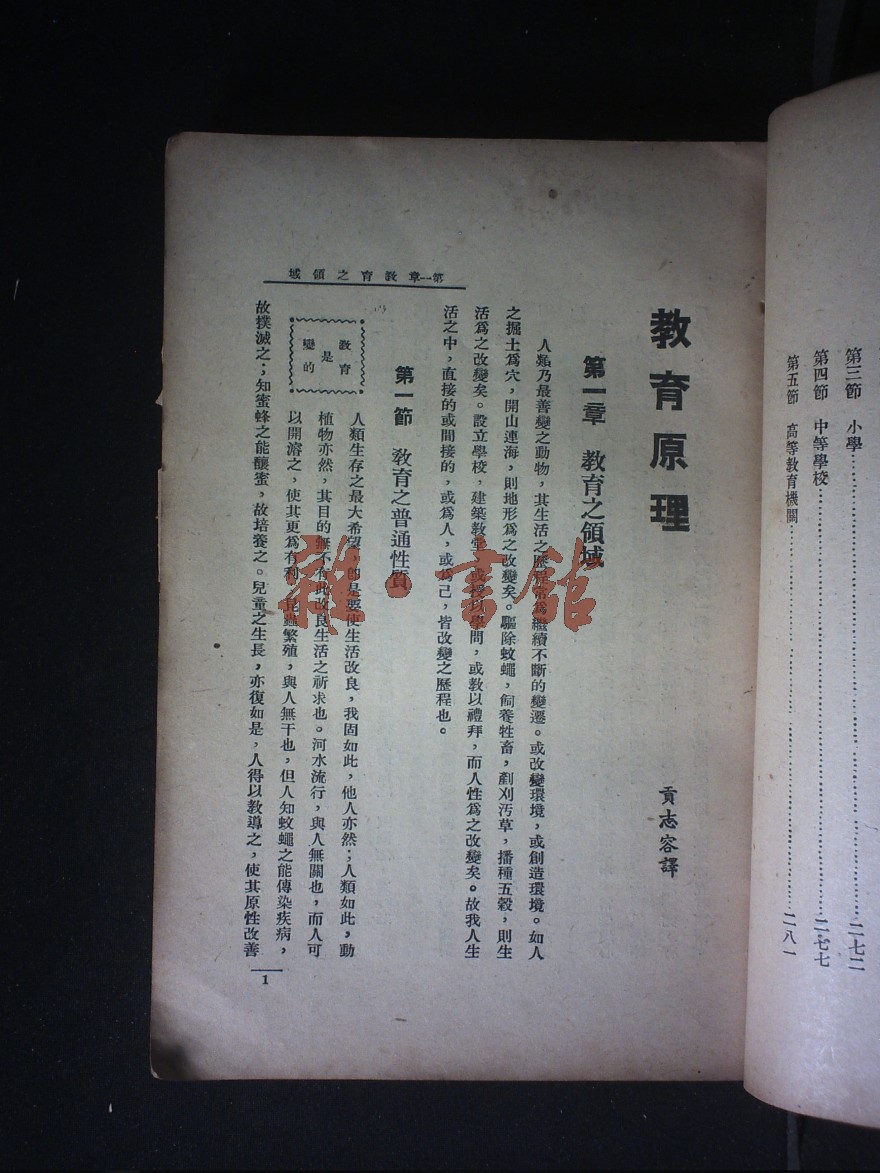 第三節　小學……二七二
第四節　中等學校……二七七
第五節　高等教育機關……二八一
教育原理
貢志容譯
第一章　教育之領域
人類乃最善變之動物，其生活之歷程常爲繼續不斷的變遷。或改變環境，或創造環境。如人
之掘土爲穴，開山連海，則地形爲之改變矣。驅除蚊蠅，飼養牲畜，剷刈汚草，播種五穀，則生
活爲之改變矣。設立學校，建築教堂，或授以學問，或教以禮拜，而人性爲之改變矣。故我人生
活之中，直接的或間接的，或爲人，或爲己，皆改變之歷程也。
第一節　教育之普通性質
教育
是
變的
人類生存之最大希望，卽是要使生活改良，我固如此，他人亦然；人類如此，動
植物亦然，其目的無不有此改良生活之祈求也。河水流行，與人無關也，而人可
以開濬之，使其更爲有利，昆蟲繁殖，與人無干也，但人知蚊蠅之能傳染疾病，
故撲滅之；知蜜蜂之能釀蜜，故培養之。兒童之生長，亦復如是，人得以教導之，使其原性改善
第一章教育之領域
1
雜·書館